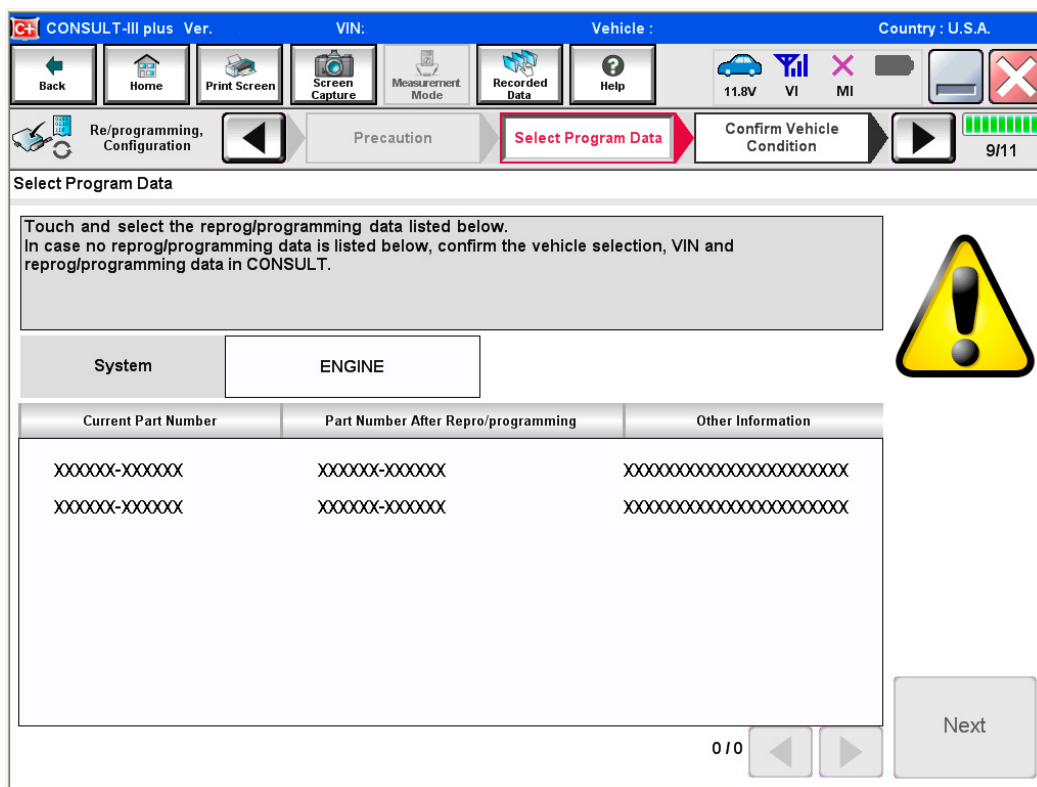 C+ CONSULT-III plus Ver. VIN: Vehicle : Country : U.S.A.
Back Home Print Screen Screen Capture Measurement Mode Recorded Data Help 11.8V VI MI
Re/programming, Configuration Precaution Select Program Data Confirm Vehicle Condition 9/11
Select Program Data
Touch and select the reprog/programming data listed below.
In case no reprog/programming data is listed below, confirm the vehicle selection, VIN and
reprog/programming data in CONSULT.
System ENGINE
Current Part Number Part Number After Repro/programming Other Information
XXXXXX-XXXXXX XXXXXX-XXXXXX XXXXXXXXXXXXXXXXXXXXXX
XXXXXX-XXXXXX XXXXXX-XXXXXX XXXXXXXXXXXXXXXXXXXXXX
Next
0/0